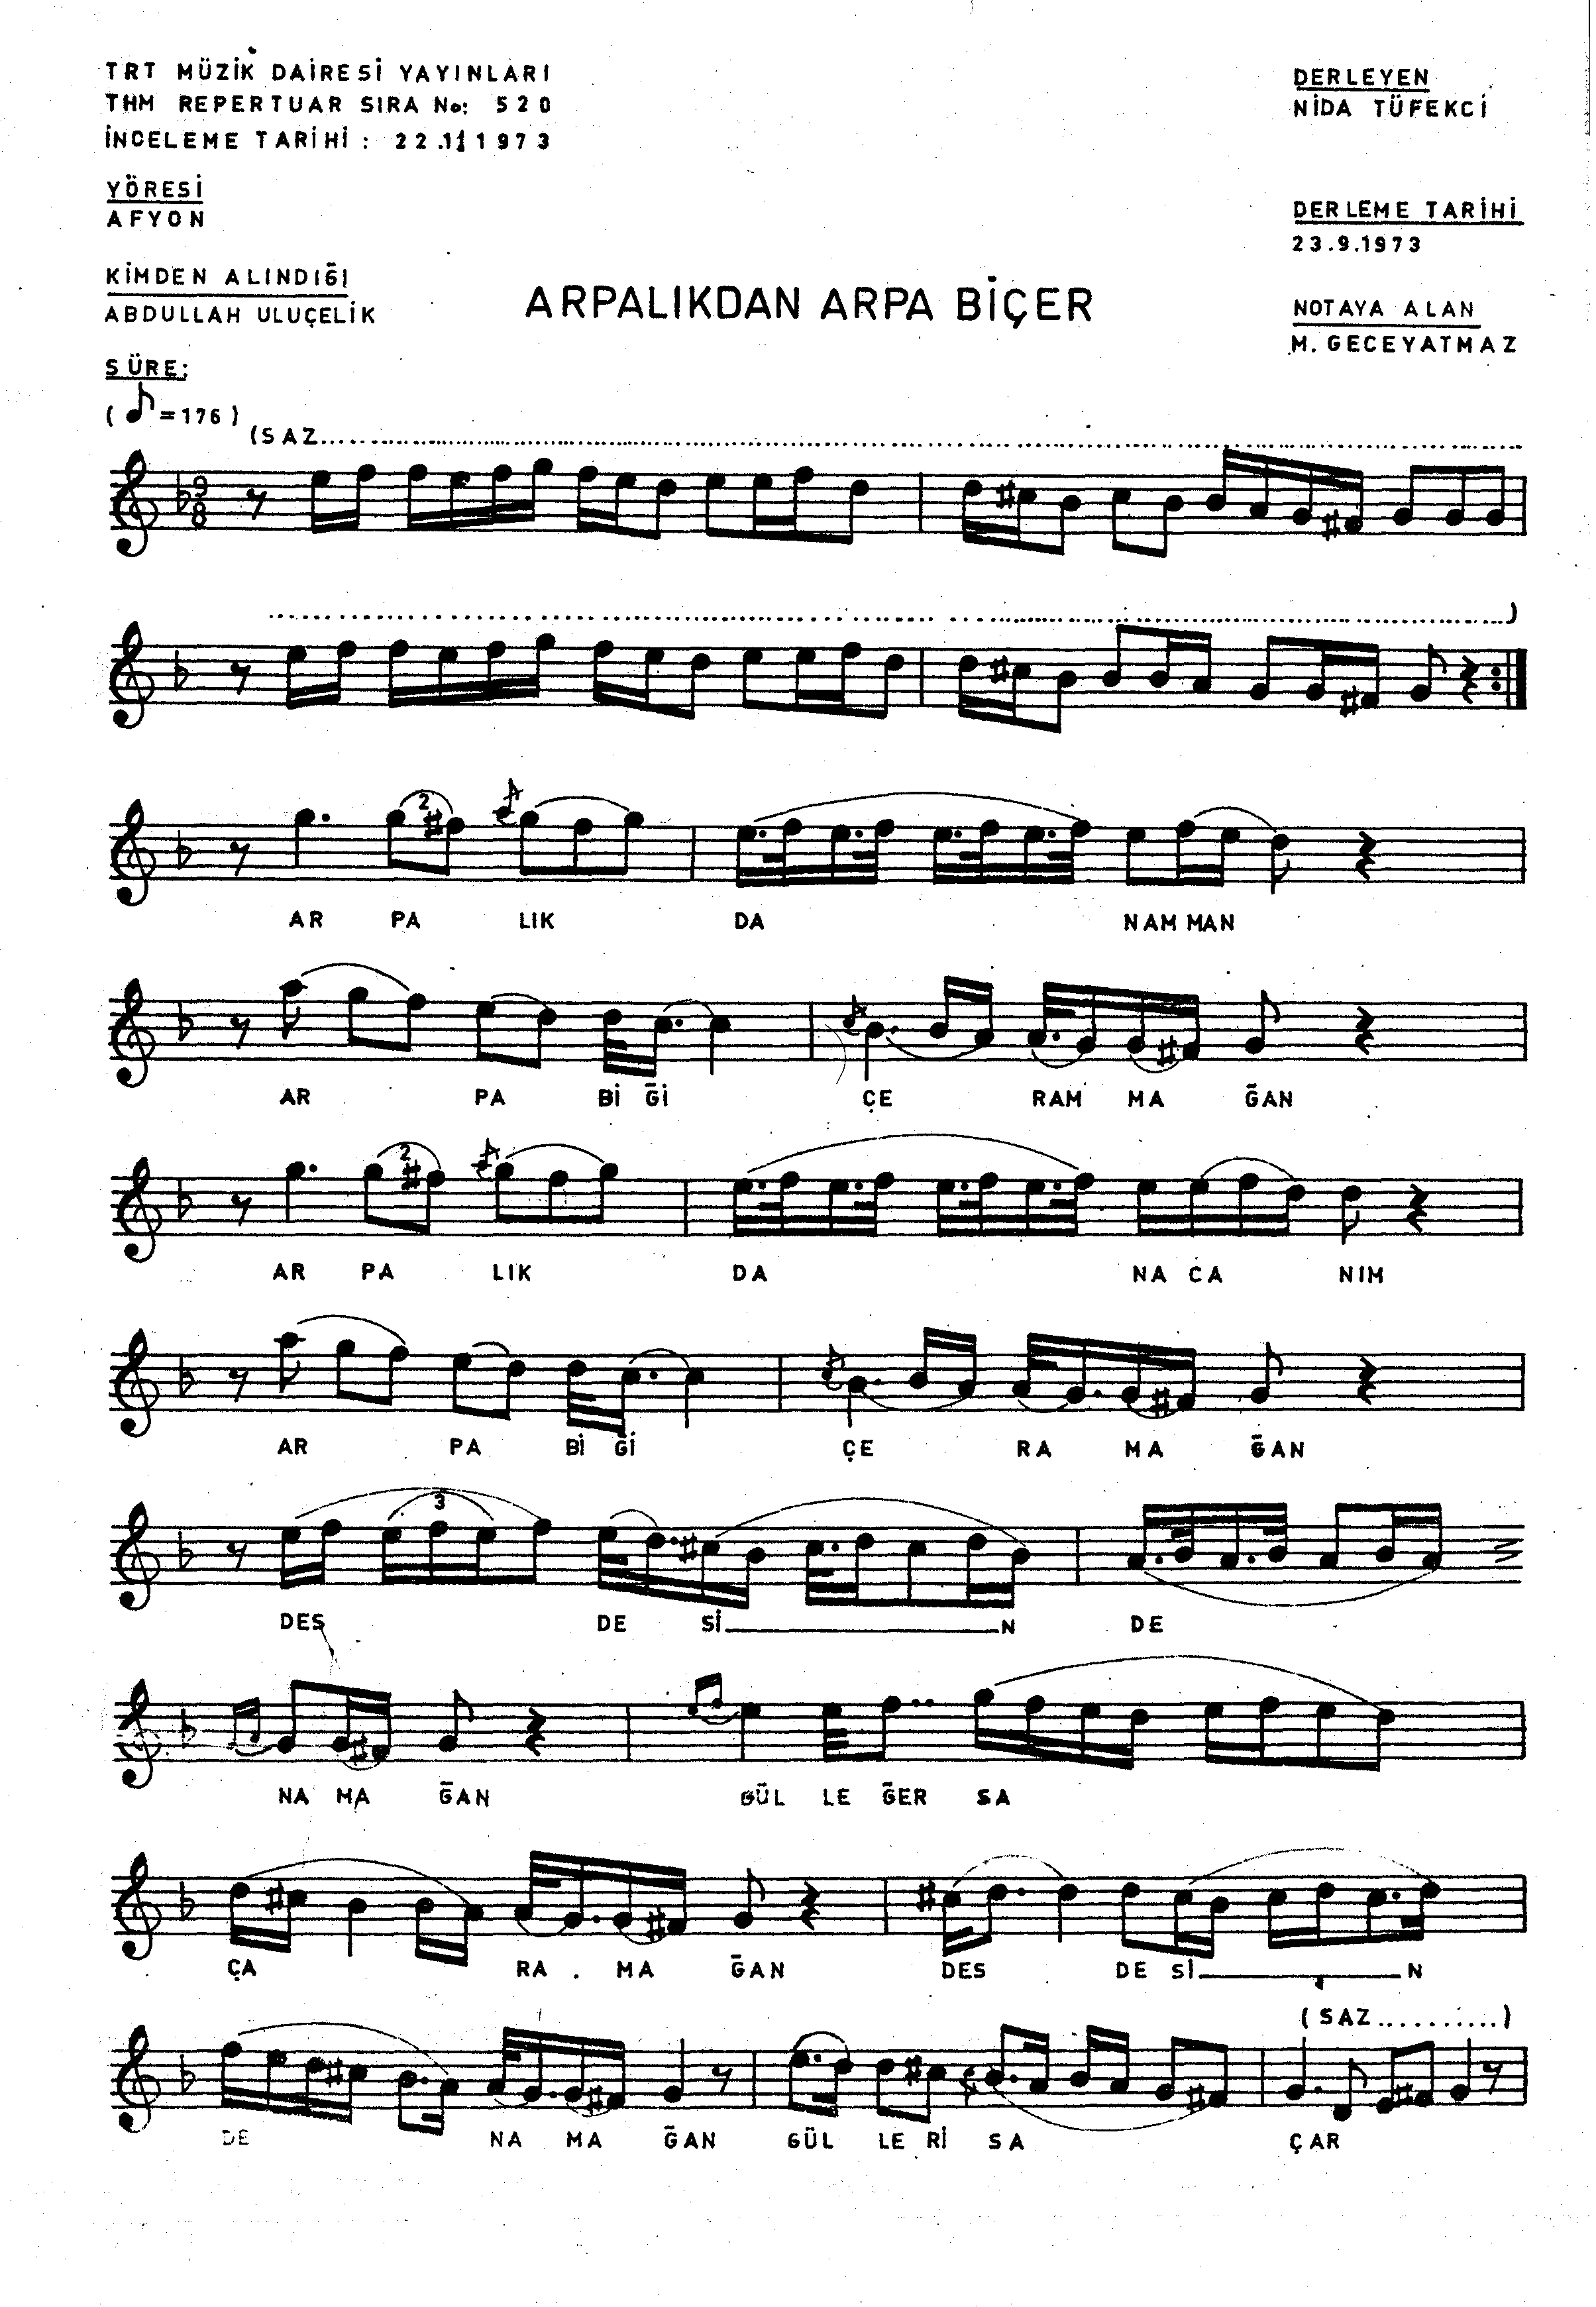 TRT MÜZİK DAİRESİ YAYINLARI
THM REPERTUAR SIRA No: 520
İNCELEME TARİHİ : 22.11 1973
DERLEYEN
NİDA TÜFEKCİ
YÖRESİ
AFYON
DERLEME TARİHİ
23.9.1973
KİMDEN ALINDIĞI
ABDULLAH ULUÇELİK
ARPALIKDAN ARPA BİÇER
NOTAYA ALAN
M. GECEYATMAZ
SÜRE:
( = 176 )
(SAZ
9
8
)
2
AR PA LIK DA NAM MAN
AR PA Bİ Ğİ ÇE RAM MA ĞAN
2
AR PA LIK DA NA CA NIM
AR PA Bİ Ğİ ÇE RA MA ĞAN
3
DES DE Sİ N DE
NA MA ĞAN GÜL LE ĞER SA
ÇA RA . MA ĞAN DES DE Sİ N
( SAZ .......... )
DE NA MA ĞAN GÜL LE Rİ SA ÇAR